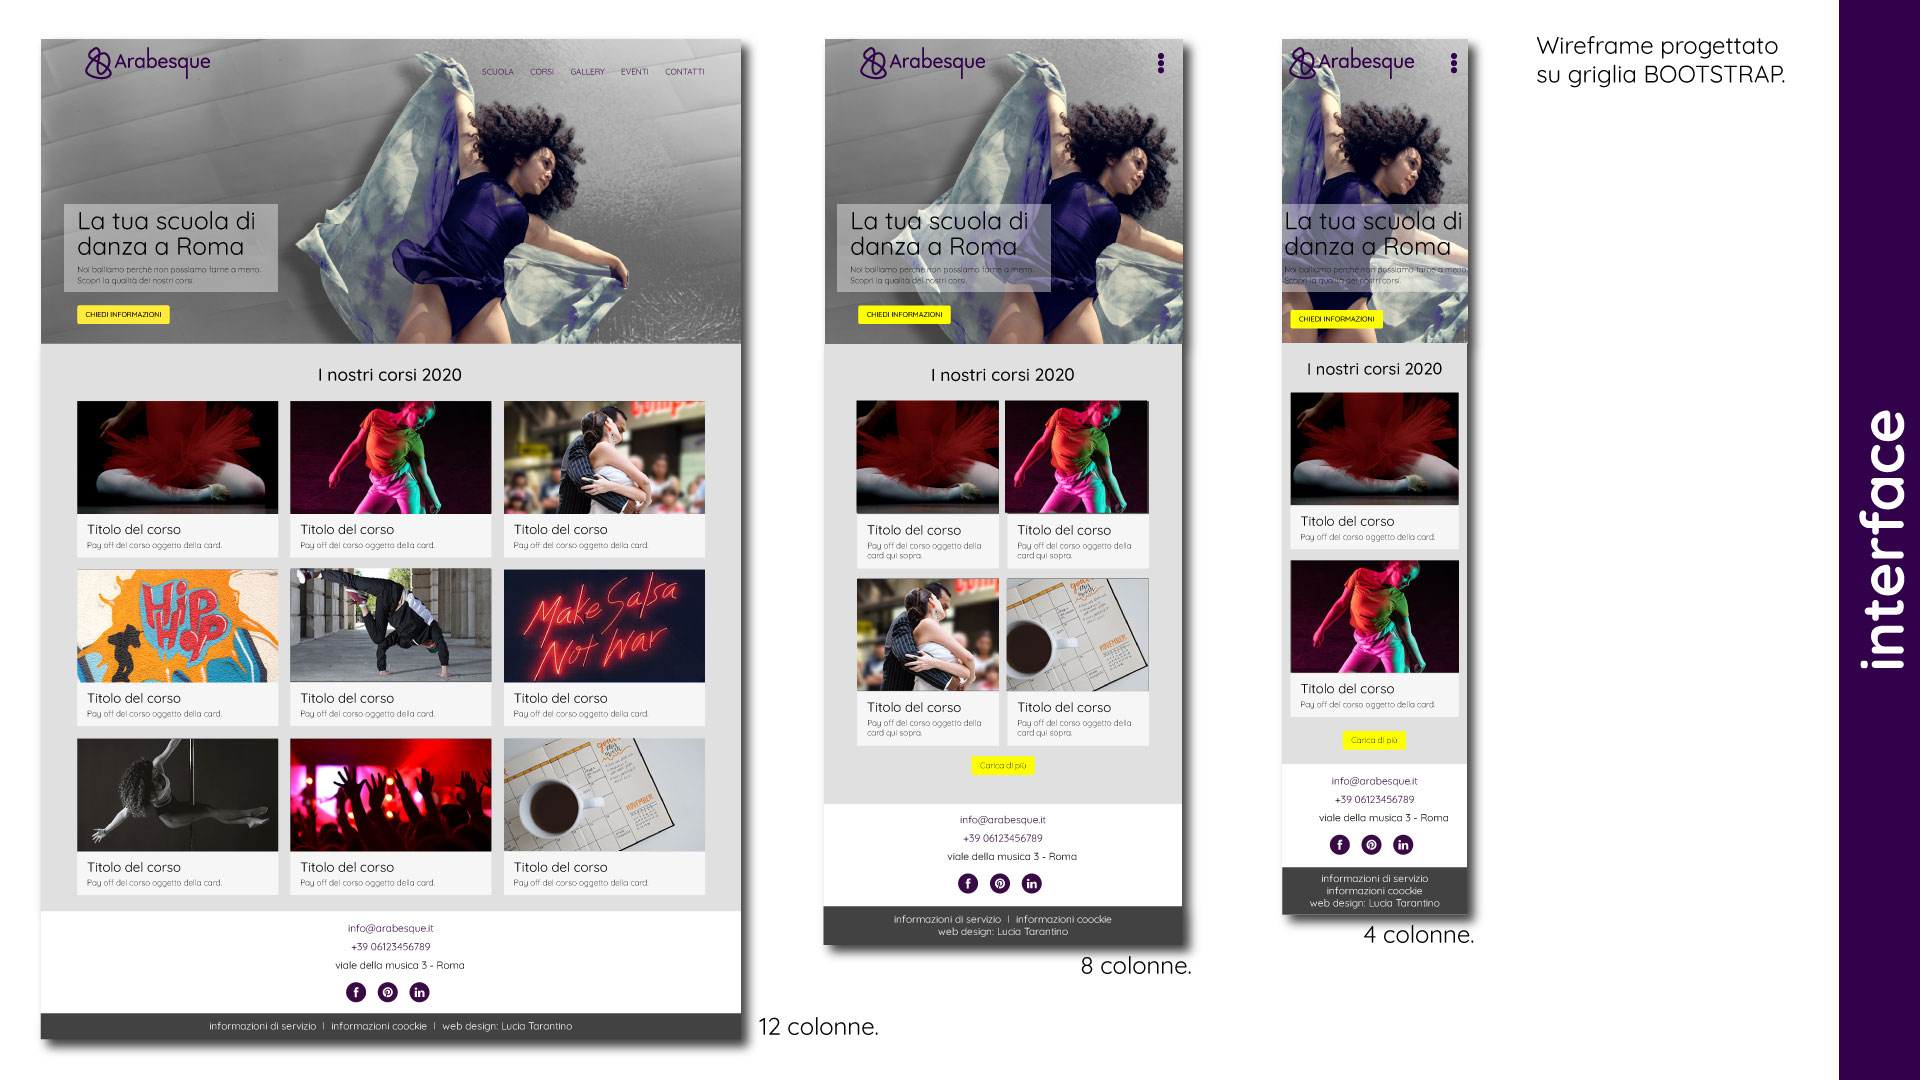 Arabesque
SCUOLA CORSI GALLERY EVENTI CONTATTI
La tua scuola di
danza a Roma
Noi balliamo perchè non possiamo farne a meno.
Scopri la qualità dei nostri corsi.
CHIEDI INFORMAZIONI
I nostri corsi 2020
Titolo del corso
Pay off del corso oggetto della card.
Titolo del corso
Pay off del corso oggetto della card.
Titolo del corso
Pay off del corso oggetto della card.
Hip
Hop
Make Salsa
Not War
Titolo del corso
Pay off del corso oggetto della card.
Titolo del corso
Pay off del corso oggetto della card.
Titolo del corso
Pay off del corso oggetto della card.
NOVEMBER
Titolo del corso
Pay off del corso oggetto della card.
Titolo del corso
Pay off del corso oggetto della card.
Titolo del corso
Pay off del corso oggetto della card.
info@arabesque.it
+39 06123456789
viale della musica 3 - Roma
informazioni di servizio | informazioni coockie | web design: Lucia Tarantino
12 colonne.
Arabesque
La tua scuola di
danza a Roma
Noi balliamo perchè non possiamo farne a meno.
Scopri la qualità dei nostri corsi.
CHIEDI INFORMAZIONI
I nostri corsi 2020
Titolo del corso
Pay off del corso oggetto della
card qui sopra.
Titolo del corso
Pay off del corso oggetto della
card qui sopra.
NOVEMBER
Titolo del corso
Pay off del corso oggetto della
card qui sopra.
Titolo del corso
Pay off del corso oggetto della
card qui sopra.
Carica di più
info@arabesque.it
+39 06123456789
viale della musica 3 - Roma
informazioni di servizio | informazioni coockie
web design: Lucia Tarantino
8 colonne.
Arabesque
La tua scuola di
danza a Roma
Noi balliamo perchè non possiamo farne a meno.
Scopri la qualità dei nostri corsi.
CHIEDI INFORMAZIONI
I nostri corsi 2020
Titolo del corso
Pay off del corso oggetto della card.
Titolo del corso
Pay off del corso oggetto della card.
Carica di più
info@arabesque.it
+39 06123456789
viale della musica 3 - Roma
informazioni di servizio
informazioni coockie
web design: Lucia Tarantino
4 colonne.
Wireframe progettato
su griglia BOOTSTRAP.
interface